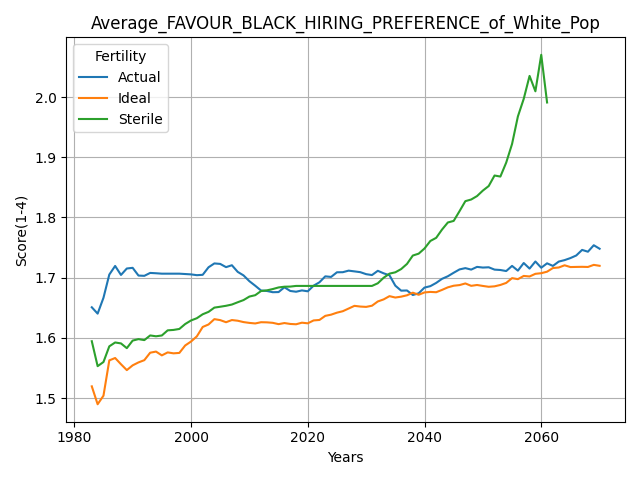 Average_FAVOUR_BLACK_HIRING_PREFERENCE_of_White_Pop
Fertility
Actual
Ideal
Sterile
2.0
1.9
1.8
1.7
1.6
1.5
Score(1-4)
1980
2000
2020
2040
2060
Years